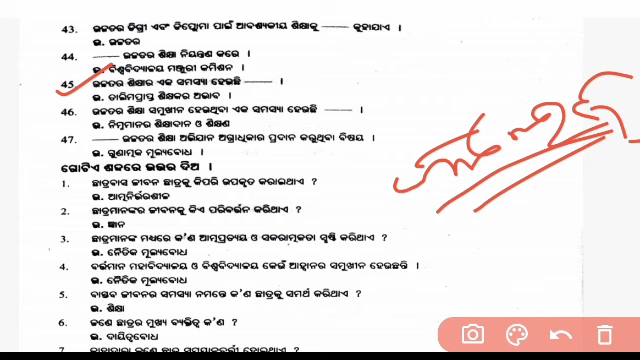 43. ଉଚ୍ଚତର ଡିଗ୍ରୀ ଏବଂ ଡିପ୍ଲୋମା ପାଇଁ ଆବଶ୍ୟକୀୟ ଶିକ୍ଷାକୁ —— କୁହାଯାଏ ।
ଉ. ଉଚ୍ଚତର
44. —— ଉଚ୍ଚତର ଶିକ୍ଷା ନିୟନ୍ତ୍ରଣ କରେ ।
ଉ. ବିଶ୍ୱବିଦ୍ୟାଳୟ ମଞ୍ଜୁରୀ କମିଶନ ।
45 ଉଚ୍ଚତର ଶିକ୍ଷାର ଏକ ସମସ୍ୟା ହେଉଛି —— ।
ଉ. ତାଲିମପ୍ରାପ୍ତ ଶିକ୍ଷକର ଅଭାବ ।
46. ଉଚ୍ଚତର ଶିକ୍ଷା ସମ୍ମୁଖୀନ ହେଉଥିବା ଏକ ସମସ୍ୟା ହେଉଛି —— ।
ଉ. ନିମ୍ନମାନର ଶିକ୍ଷାଦାନ ଓ ଶିକ୍ଷଣ
47. —— ଉଚ୍ଚତର ଶିକ୍ଷା ଅଭିଯାନ ଅଗ୍ରାଧିକାର ପ୍ରଦାନ କରୁଥିବା ବିଷୟ ।
ଉ. ଗୁଣାତ୍ମକ ମୂଲ୍ୟବୋଧ ।
ଗୋଟିଏ ଶବ୍ଦରେ ଉତ୍ତର ଦିଅ ।
1. ଛାତ୍ରାବାସ ଜୀବନ ଛାତ୍ରକୁ କିପରି ଉପକୃତ କରାଇଥାଏ ?
ଉ. ଆତ୍ମନିର୍ଭରଶୀଳ
2. ଛାତ୍ରମାନଙ୍କର ଜୀବନକୁ କିଏ ପରିବର୍ତ୍ତନ କରିଥାଏ ?
ଉ. ଜ୍ଞାନ
3. ଛାତ୍ରମାନଙ୍କ ମଧ୍ୟରେ କ'ଣ ଆତ୍ମପ୍ରତ୍ୟୟ ଓ ସକରାତ୍ମକତା ସୃଷ୍ଟି କରିଥାଏ ?
ଉ. ନୈତିକ ମୂଲ୍ୟବୋଧ
4. ବର୍ତ୍ତମାନ ମହାବିଦ୍ୟାଳୟ ଓ ବିଶ୍ୱବିଦ୍ୟାଳୟ କେଉଁ ଆହ୍ୱାନର ସମ୍ମୁଖୀନ ହେଉଛନ୍ତି ।
ଉ. ନୈତିକ ମୂଲ୍ୟବୋଧ
5. ବାସ୍ତବ ଜୀବନର ସମସ୍ୟା ନିମନ୍ତେ କ'ଣ ଛାତ୍ରକୁ ସମର୍ଥ କରିଥାଏ ?
ଉ. ଶିକ୍ଷା
6. ଜଣେ ଛାତ୍ରର ମୁଖ୍ୟ ବ୍ୟକ୍ତିତ୍ୱ କ'ଣ ?
ଉ. ଦାୟିତ୍ୱବୋଧ
7.